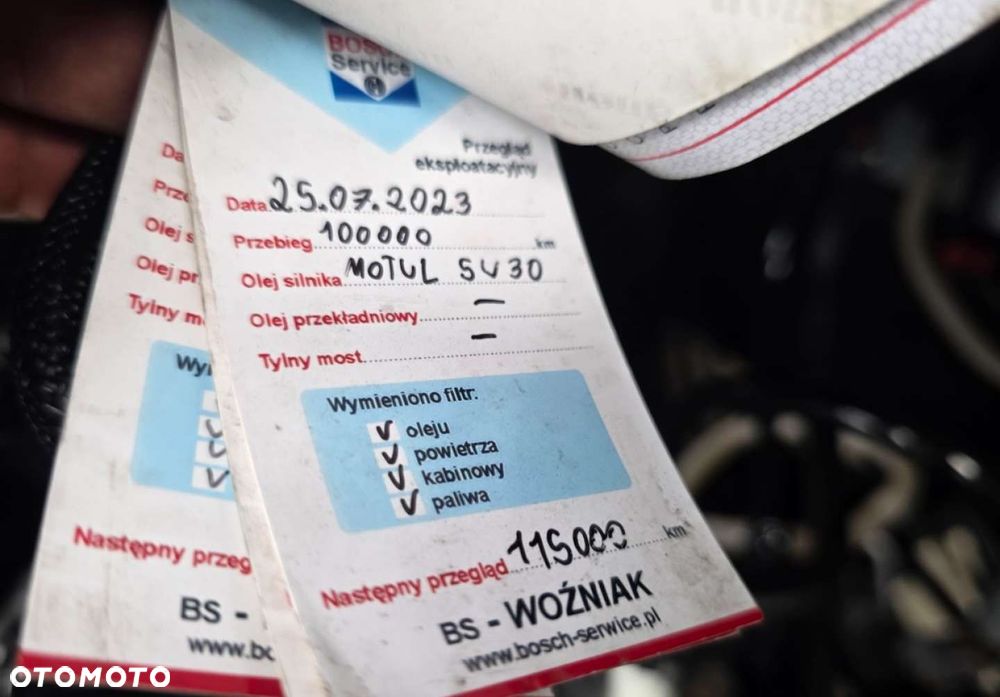 BOSCH
Service
Przegląd
eksploatacyjny
Data 25.07.2023
Przebieg 100000 km
Olej silnika MOTUL 5W30
Olej przekładniowy —
Tylny most —
Wymieniono filtr:
✓ oleju
✓ powietrza
✓ kabinowy
✓ paliwa
Następny przegląd 115000 km
BS - WOŹNIAK
www.bosch-serwice.pl
Da
Prze
Olej s
Olej pr
Tylny m
Wy
Następny przeg
BS -
www.bo
OTOMOTO